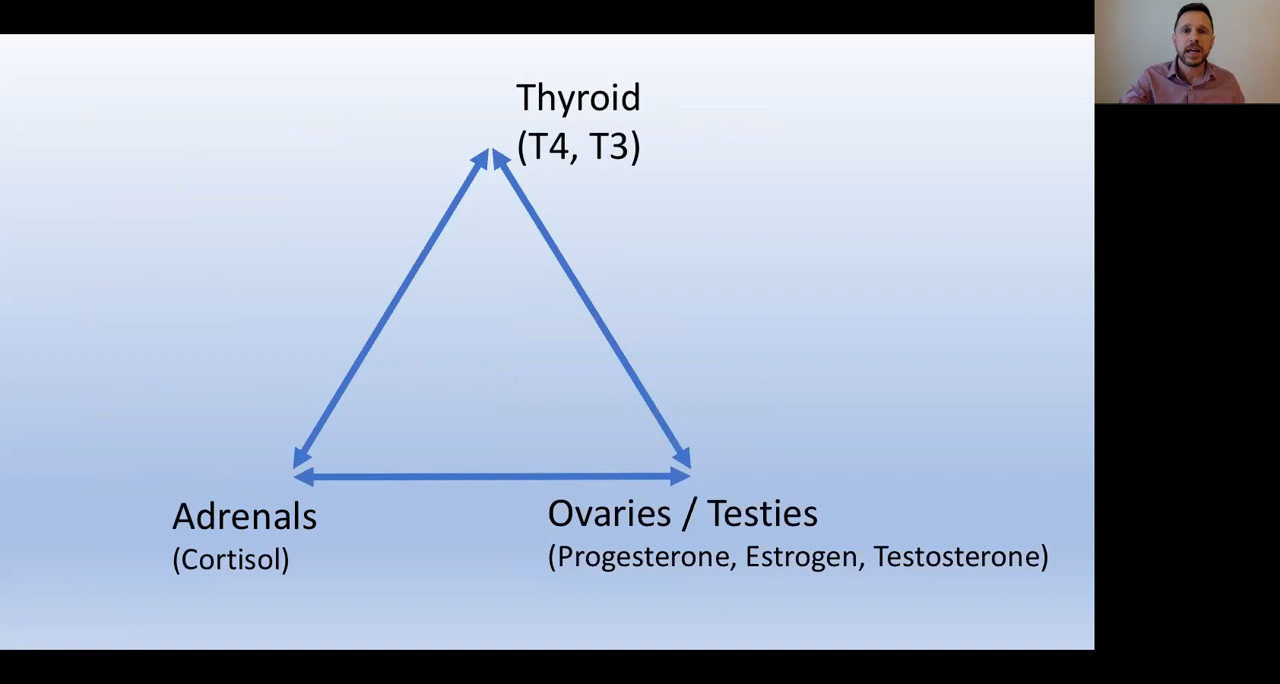 Thyroid
(T4, T3)
Adrenals
(Cortisol)
Ovaries / Testies
(Progesterone, Estrogen, Testosterone)